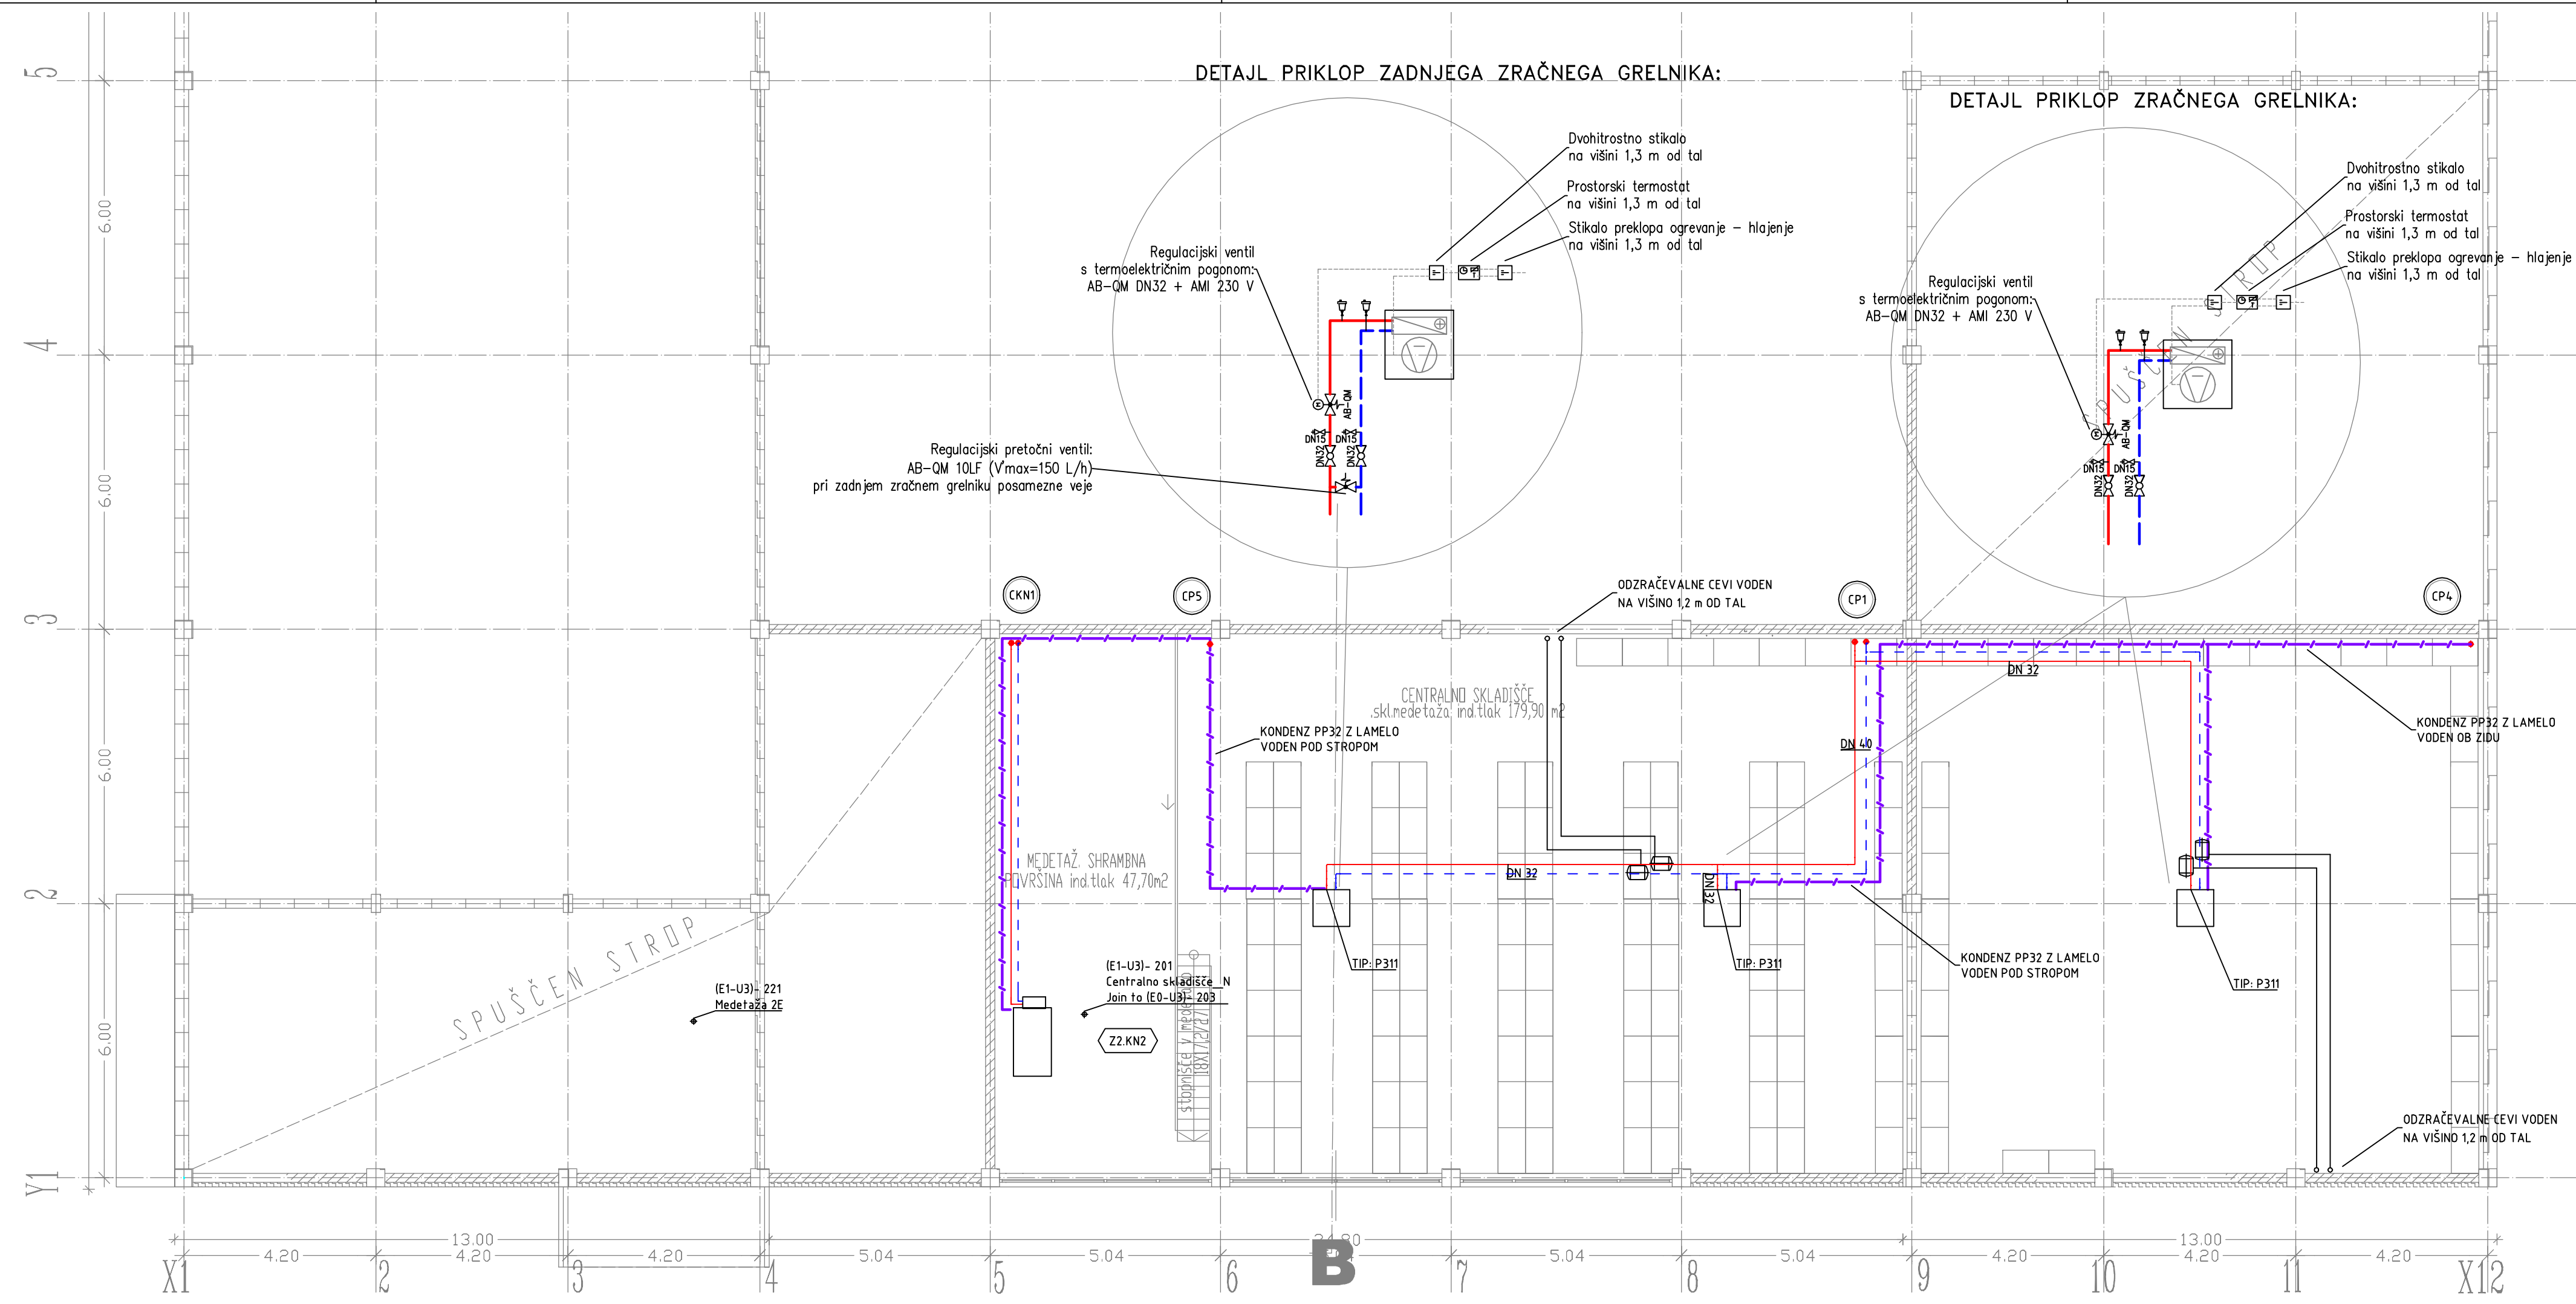 DETAJL PRIKLOP ZADNJEGA ZRAČNEGA GRELNIKA:
DETAJL PRIKLOP ZRAČNEGA GRELNIKA:
Dvohitrostno stikalo
na višini 1,3 m od tal
Prostorski termostat
na višini 1,3 m od tal
Stikalo preklopa ogrevanje – hlajenje
na višini 1,3 m od tal
Regulacijski ventil
s termoelektričnim pogonom:
AB-QM DN32 + AMI 230 V
AB-QM
DN15
DN15
DN32
DN32
Regulacijski pretočni ventil:
AB-QM 10LF (V'max=150 L/h)
pri zadnjem zračnem grelniku posamezne veje
Dvohitrostno stikalo
na višini 1,3 m od tal
Prostorski termostat
na višini 1,3 m od tal
Stikalo preklopa ogrevanje – hlajenje
na višini 1,3 m od tal
Regulacijski ventil
s termoelektričnim pogonom:
AB-QM DN32 + AMI 230 V
SPUŠČEN STROP
AB-QM
DN15
DN15
DN32
DN32
5
4
3
2
Y1
6.00
6.00
6.00
6.00
CKN1
CP5
CP1
CP4
ODZRAČEVALNE CEVI VODEN
NA VIŠINO 1,2 m OD TAL
DN 32
CENTRALNO SKLADIŠČE
.skl.medetaža ind.tlak 179,90 m2
KONDENZ PP32 Z LAMELO
VODEN POD STROPOM
DN 40
KONDENZ PP32 Z LAMELO
VODEN OB ZIDU
MEDETAŽ. SHRAMBNA
POVRŠINA ind.tlak 47,70m2
DN 32
DN 32
SPUŠČEN STROP
(E1-U3)- 221
Medetaža 2E
(E1-U3)- 201
Centralno skladišče_N
Join to (E0-U3)- 203
Z2.KN2
stopnišče v medetažo
18X17,2/27
TIP: P311
TIP: P311
TIP: P311
KONDENZ PP32 Z LAMELO
VODEN POD STROPOM
ODZRAČEVALNE CEVI VODEN
NA VIŠINO 1,2 m OD TAL
13.00
13.00
4.20
4.20
4.20
5.04
5.04
5.04
5.04
4.20
4.20
4.20
B
X1
2
3
4
5
6
7
8
9
10
11
X12